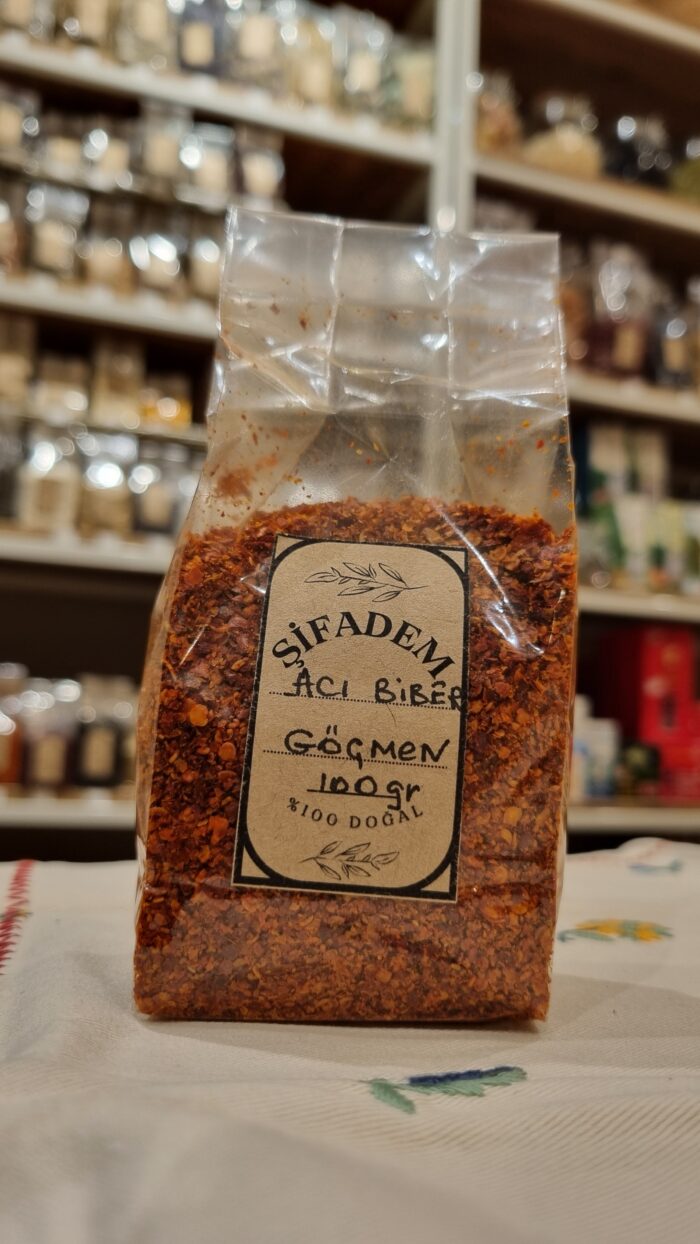 ŞİFADEM
ACI BİBER
GÖÇMEN
100gr
%100 DOĞAL